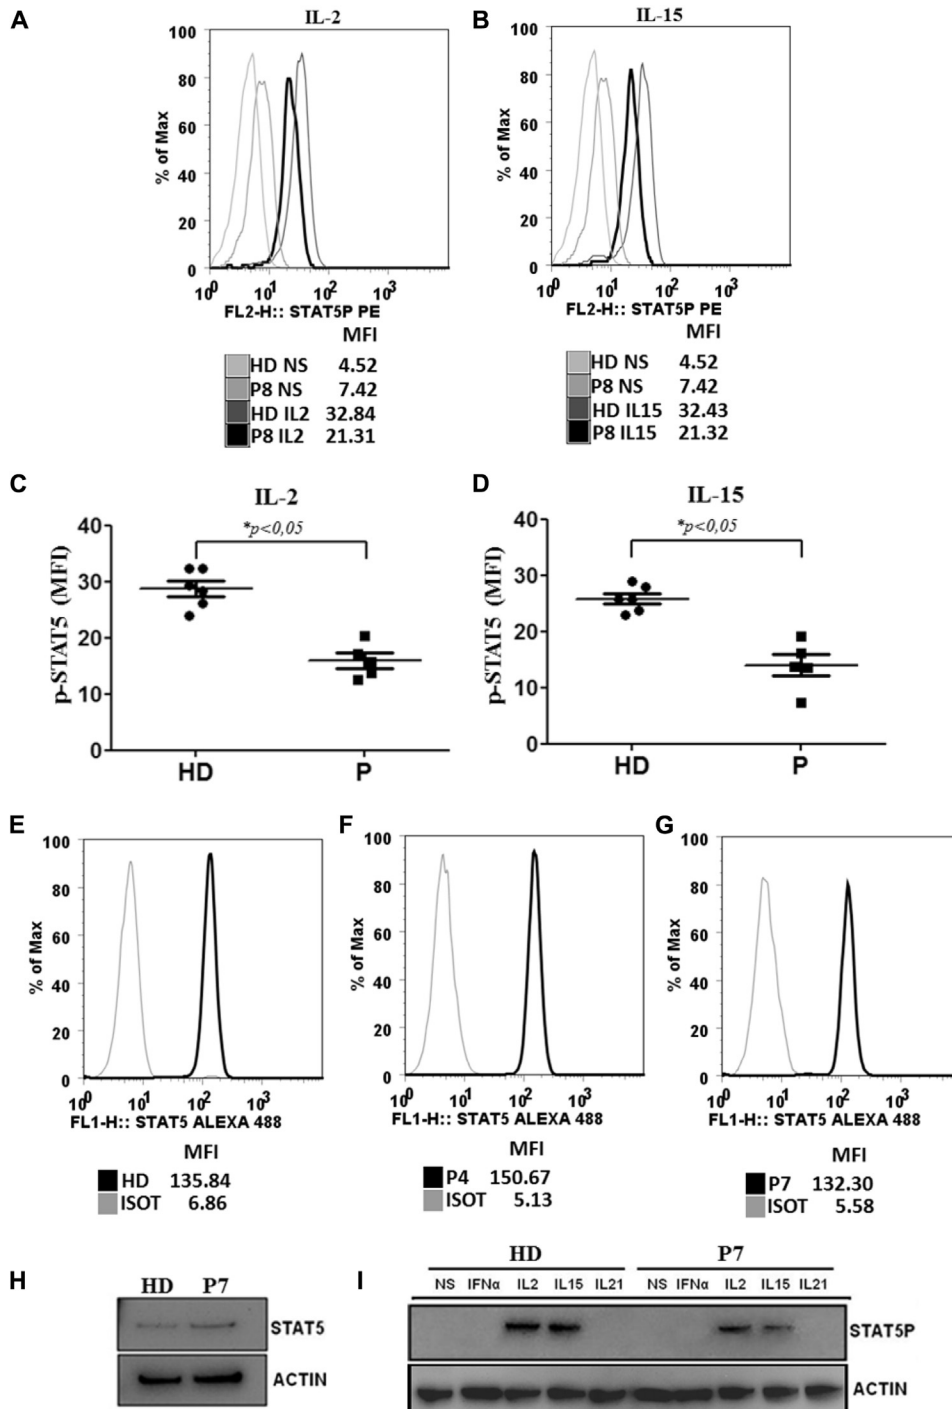 A
IL-2
100
80
60
40
20
0
% of Max
10^0 10^1 10^2 10^3
FL2-H:: STAT5P PE
MFI
HD NS 4.52
P8 NS 7.42
HD IL2 32.84
P8 IL2 21.31
B
IL-15
100
80
60
40
20
0
% of Max
10^0 10^1 10^2 10^3
FL2-H:: STAT5P PE
MFI
HD NS 4.52
P8 NS 7.42
HD IL15 32.43
P8 IL15 21.32
C
IL-2
*p<0,05
40
30
20
10
0
p-STAT5 (MFI)
HD P
D
IL-15
*p<0,05
40
30
20
10
0
p-STAT5 (MFI)
HD P
E
100
80
60
40
20
0
% of Max
10^0 10^1 10^2 10^3
FL1-H:: STAT5 ALEXA 488
MFI
HD 135.84
ISOT 6.86
F
100
80
60
40
20
0
% of Max
10^0 10^1 10^2 10^3
FL1-H:: STAT5 ALEXA 488
MFI
P4 150.67
ISOT 5.13
G
100
80
60
40
20
0
% of Max
10^0 10^1 10^2 10^3
FL1-H:: STAT5 ALEXA 488
MFI
P7 132.30
ISOT 5.58
H
HD P7
STAT5
ACTIN
I
HD P7
NS IFNα IL2 IL15 IL21 NS IFNα IL2 IL15 IL21
STAT5P
ACTIN